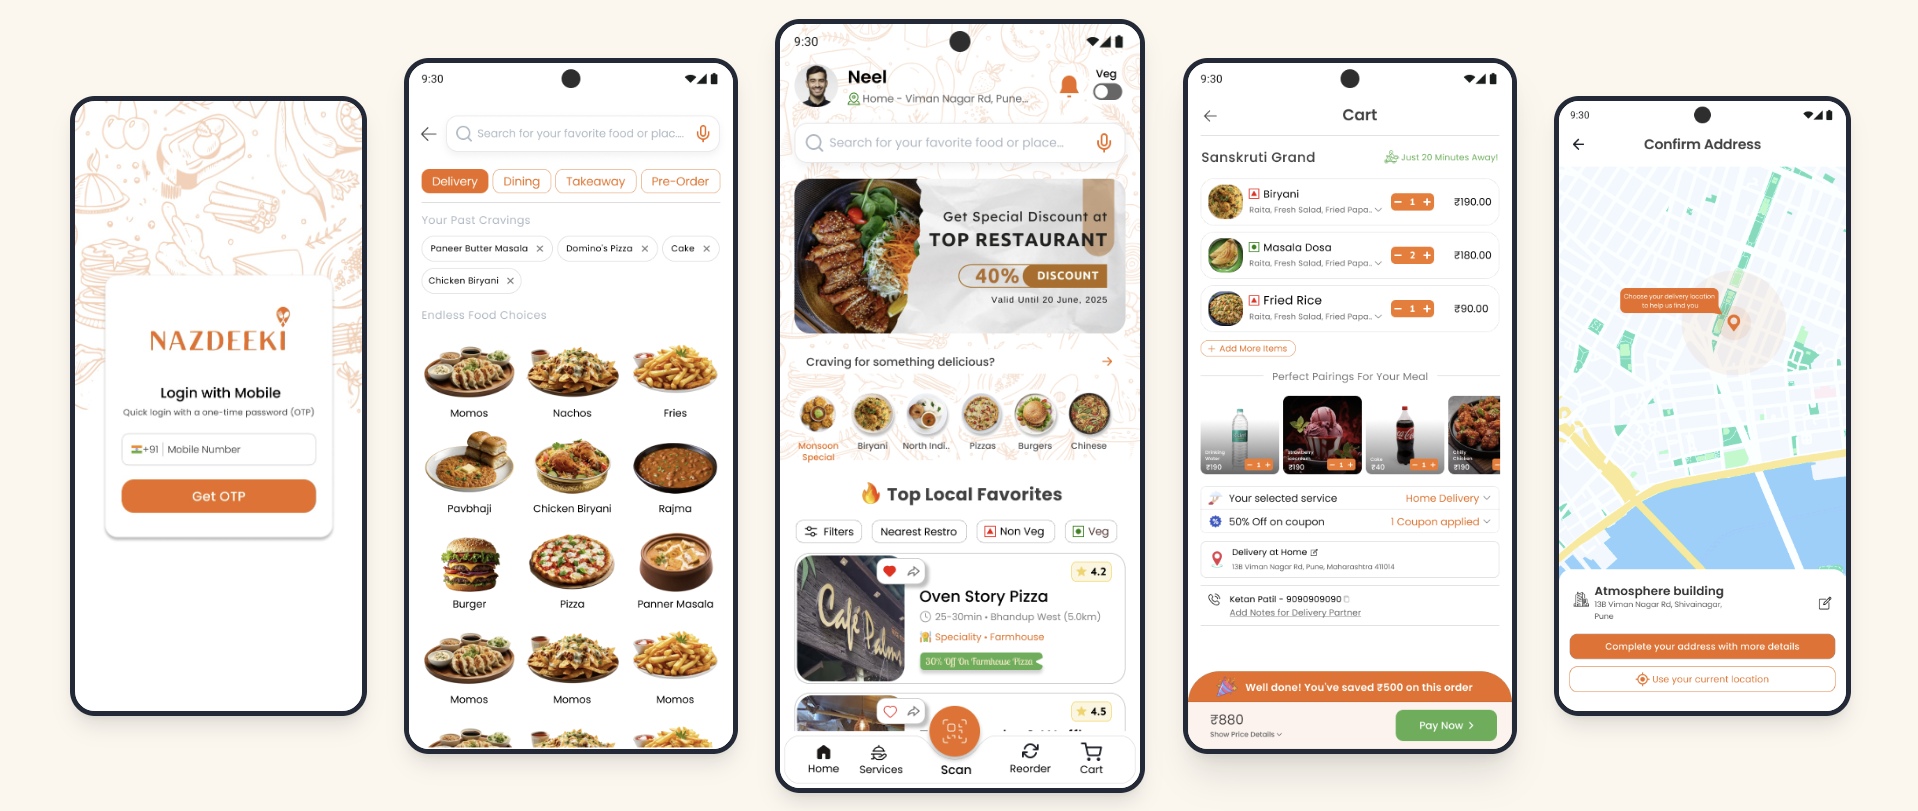 NAZDEEKI
Login with Mobile
Quick login with a one-time password (OTP)
+91 Mobile Number
Get OTP
9:30
Search for your favorite food or plac....
Delivery Dining Takeaway Pre-Order
Your Past Cravings
Paneer Butter Masala Domino's Pizza Cake
Chicken Biryani
Endless Food Choices
Momos Nachos Fries
Pavbhaji Chicken Biryani Rajma
Burger Pizza Panner Masala
Momos Momos Momos
9:30
Neel
Home - Viman Nagar Rd, Pune...
Veg
Search for your favorite food or place...
Get Special Discount at
TOP RESTAURANT
40% DISCOUNT
Valid Until 20 June, 2025
Craving for something delicious?
Monsoon Special Biryani North Indi.. Pizzas Burgers Chinese
Top Local Favorites
Filters Nearest Restro Non Veg Veg
Café Palm
4.2
Oven Story Pizza
25-30min • Bhandup West (5.0km)
Speciality • Farmhouse
30% Off On Farmhouse Pizza
4.5
Home Services Scan Reorder Cart
9:30
Cart
Sanskruti Grand Just 20 Minutes Away!
Biryani
Raita, Fresh Salad, Fried Papa..
− 1 + ₹190.00
Masala Dosa
Raita, Fresh Salad, Fried Papa..
− 2 + ₹180.00
Fried Rice
Raita, Fresh Salad, Fried Papa..
− 1 + ₹90.00
+ Add More Items
Perfect Pairings For Your Meal
Drinking Water
₹190 − 1 +
Strawberry
₹190 − 1 +
Coke
₹40 − 1 +
Chilly Chicken
₹190
Your selected service Home Delivery
50% Off on coupon 1 Coupon applied
Delivery at Home
13B Viman Nagar Rd, Pune, Maharashtra 411014
Ketan Patil - 9090909090
Add Notes for Delivery Partner
Well done! You've saved ₹500 on this order
₹880
Show Price Details
Pay Now
9:30
Confirm Address
Choose your delivery location
to help us find you
Atmosphere building
13B Viman Nagar Rd, Shivainagar,
Pune
Complete your address with more details
Use your current location